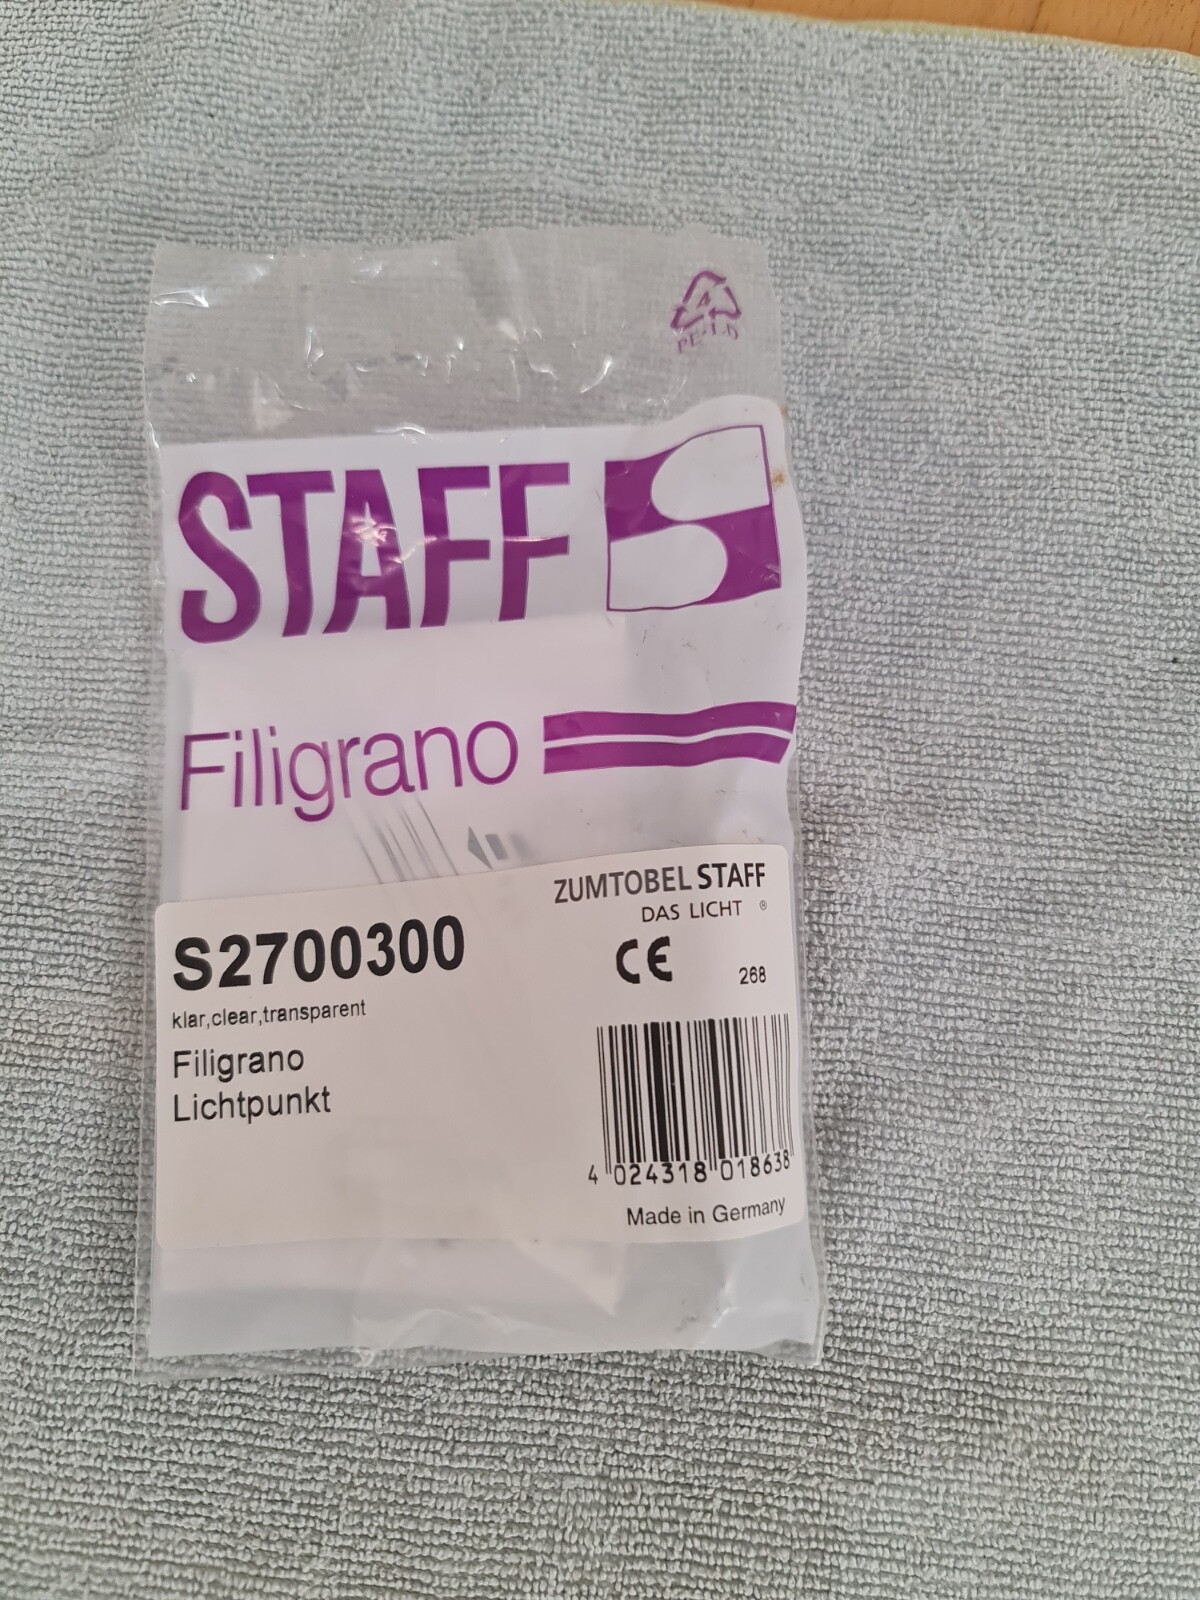 4
PE-LD
STAFF
Filigrano
ZUMTOBEL STAFF
DAS LICHT ®
S2700300
CE
268
klar,clear,transparent
Filigrano
Lichtpunkt
4 024318 018638
Made in Germany